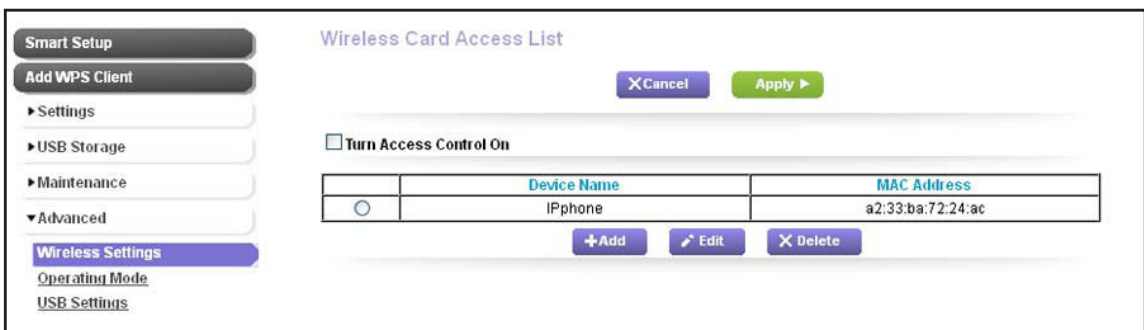 Smart Setup
Add WPS Client
Settings
USB Storage
Maintenance
Advanced
Wireless Settings
Operating Mode
USB Settings
Wireless Card Access List
Cancel Apply
Turn Access Control On
Device Name MAC Address
IPphone a2:33:ba:72:24:ac
Add Edit Delete